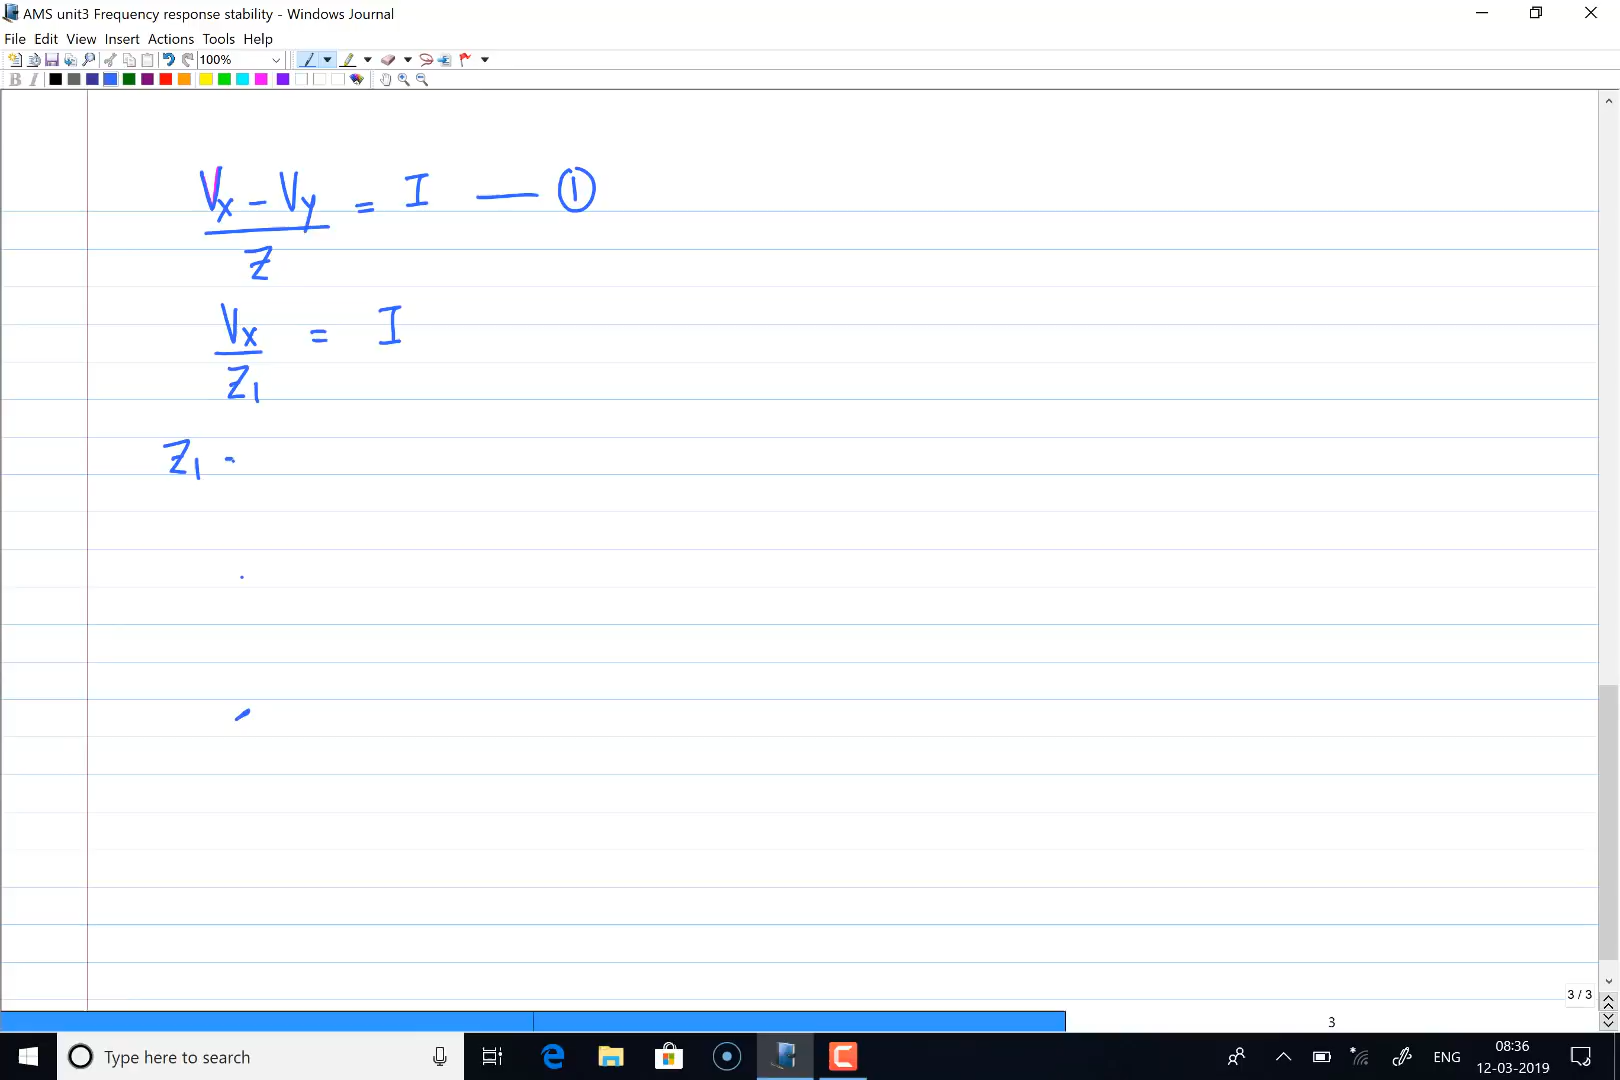 AMS unit3 Frequency response stability - Windows Journal
File Edit View Insert Actions Tools Help
100%
B I
Vx - Vy = I — ①
Z
Vx = I
Z1
Z1 -
3 / 3
3
Type here to search
ENG
08:36
12-03-2019